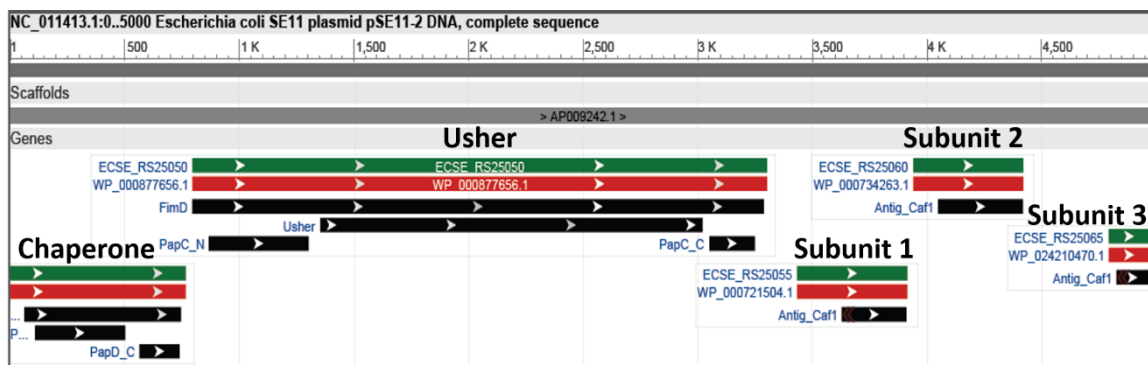 NC_011413.1:0..5000 Escherichia coli SE11 plasmid pSE11-2 DNA, complete sequence
1 500 1 K 1,500 2 K 2,500 3 K 3,500 4 K 4,500
Scaffolds
> AP009242.1 >
Genes
Usher
Subunit 2
ECSE_RS25050 ECSE_RS25050 ECSE_RS25060
WP_000877656.1 WP_000877656.1 WP_000734263.1
FimD Antig_Caf1
Subunit 3
Usher
ECSE_RS25065
PapC_N PapC_C
Chaperone Subunit 1
WP_024210470.1
ECSE_RS25055 Antig_Caf1
WP_000721504.1
... Antig_Caf1
P...
PapD_C